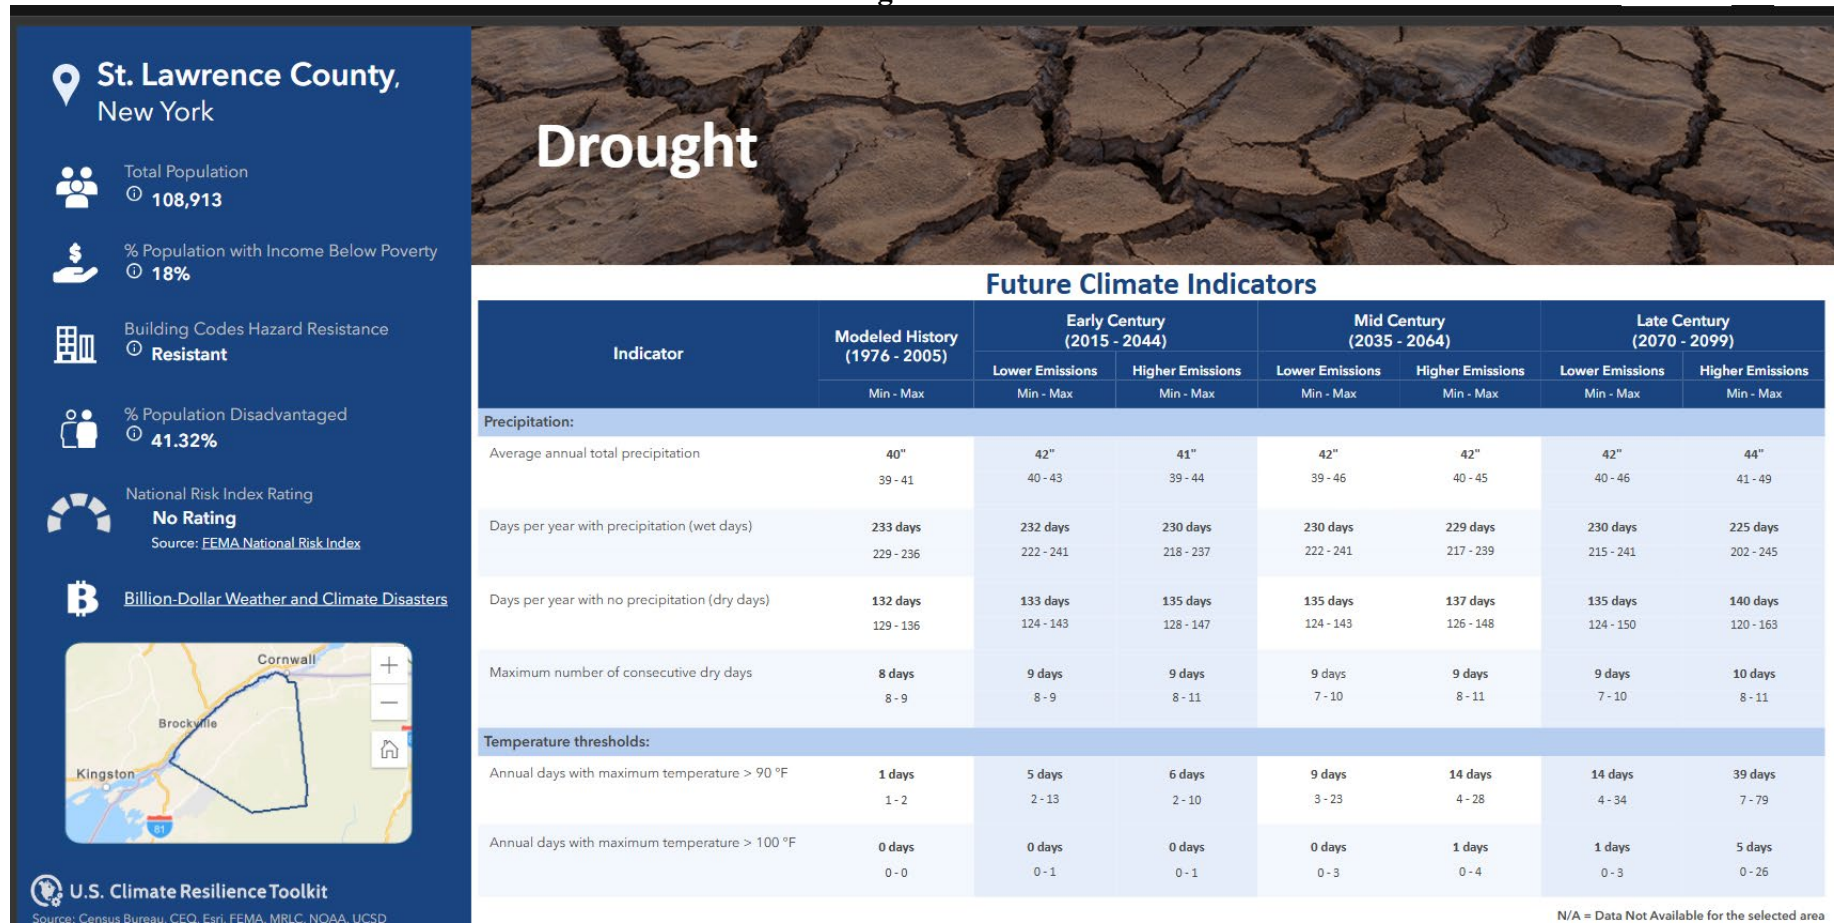 St. Lawrence County,
New York
Total Population
108,913
% Population with Income Below Poverty
18%
Building Codes Hazard Resistance
Resistant
% Population Disadvantaged
41.32%
National Risk Index Rating
No Rating
Source: FEMA National Risk Index
Billion-Dollar Weather and Climate Disasters
Cornwall
Brockville
Kingston
81
U.S. Climate Resilience Toolkit
Source: Census Bureau, CEQ, Esri, FEMA, MRLC, NOAA, UCSD
Drought
Future Climate Indicators
Indicator Modeled History (1976 - 2005) Early Century (2015 - 2044) Mid Century (2035 - 2064) Late Century (2070 - 2099)
Lower Emissions Higher Emissions Lower Emissions Higher Emissions Lower Emissions Higher Emissions
Min - Max Min - Max Min - Max Min - Max Min - Max Min - Max Min - Max
Precipitation:
Average annual total precipitation 40" 42" 41" 42" 42" 42" 44"
39 - 41 40 - 43 39 - 44 39 - 46 40 - 45 40 - 46 41 - 49
Days per year with precipitation (wet days) 233 days 232 days 230 days 230 days 229 days 230 days 225 days
229 - 236 222 - 241 218 - 237 222 - 241 217 - 239 215 - 241 202 - 245
Days per year with no precipitation (dry days) 132 days 133 days 135 days 135 days 137 days 135 days 140 days
129 - 136 124 - 143 128 - 147 124 - 143 126 - 148 124 - 150 120 - 163
Maximum number of consecutive dry days 8 days 9 days 9 days 9 days 9 days 9 days 10 days
8 - 9 8 - 9 8 - 11 7 - 10 8 - 11 7 - 10 8 - 11
Temperature thresholds:
Annual days with maximum temperature > 90 °F 1 days 5 days 6 days 9 days 14 days 14 days 39 days
1 - 2 2 - 13 2 - 10 3 - 23 4 - 28 4 - 34 7 - 79
Annual days with maximum temperature > 100 °F 0 days 0 days 0 days 0 days 1 days 1 days 5 days
0 - 0 0 - 1 0 - 1 0 - 3 0 - 4 0 - 3 0 - 26
N/A = Data Not Available for the selected area